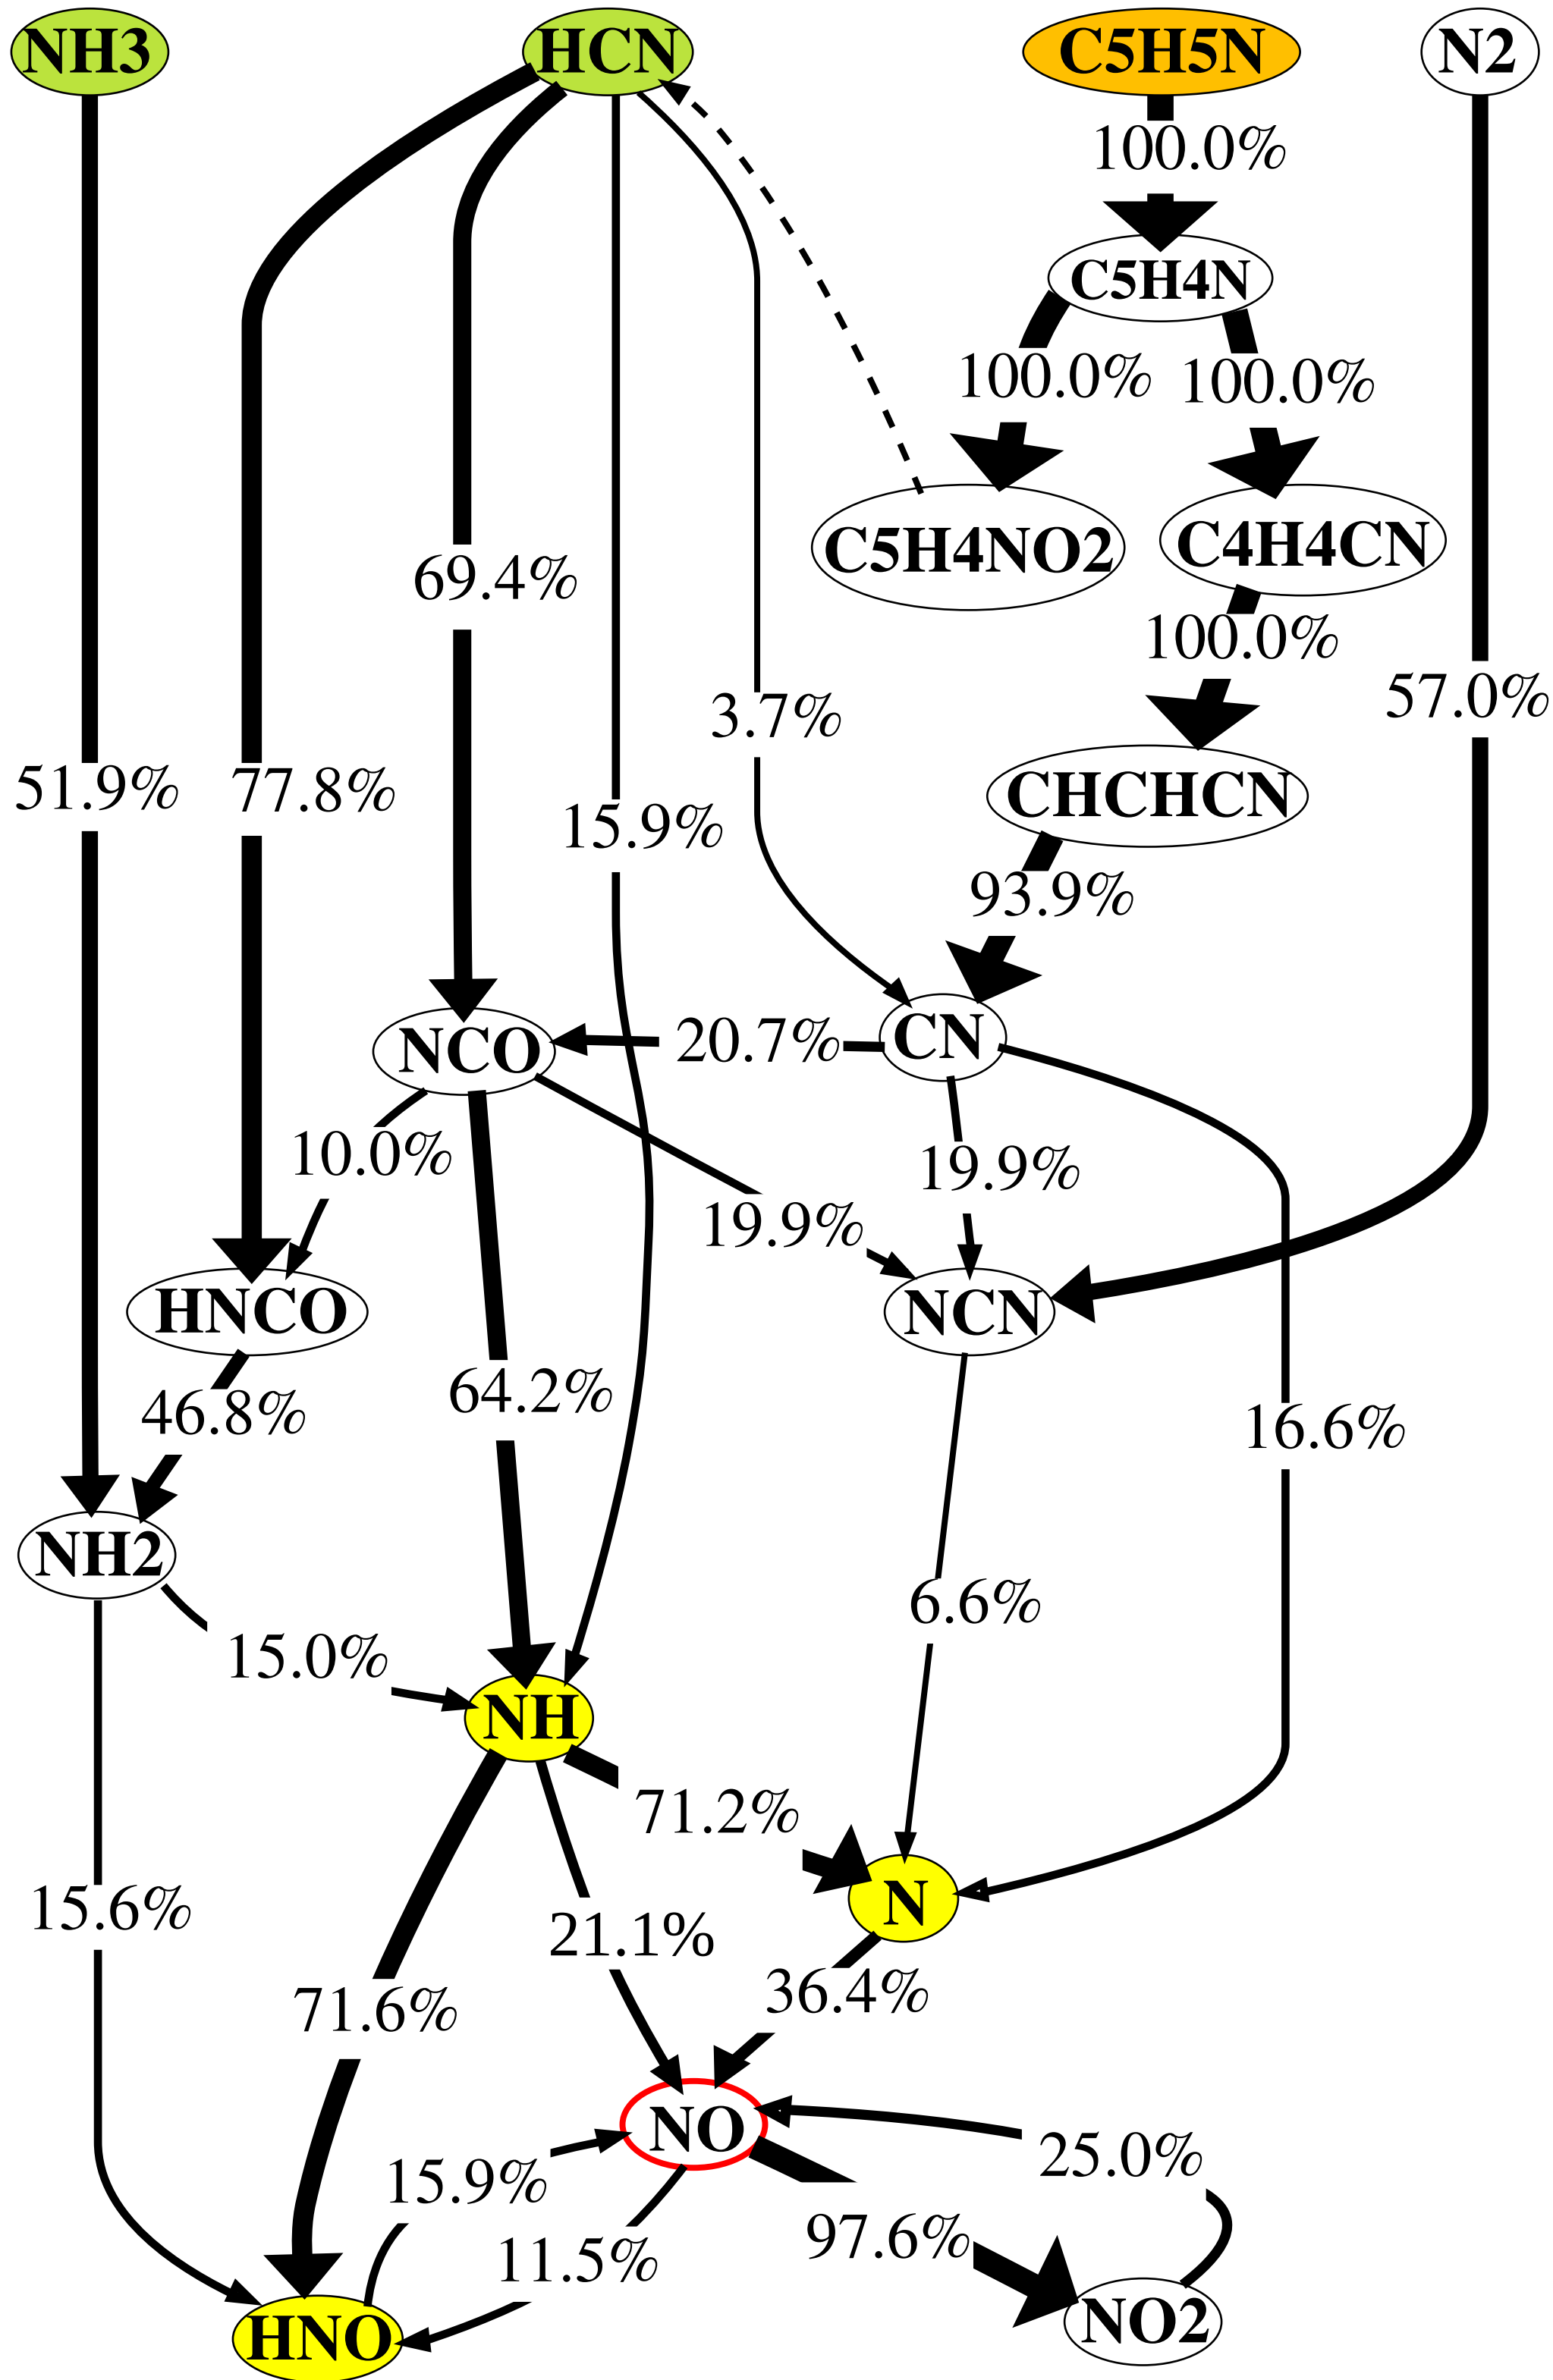 NH3 HCN C5H5N N2
100.0%
C5H4N
100.0% 100.0%
C5H4NO2 C4H4CN
69.4%
100.0%
3.7% 57.0%
51.9% 77.8% CHCHCN
15.9%
93.9%
NCO 20.7% CN
10.0% 19.9%
19.9%
HNCO NCN
46.8% 64.2% 16.6%
NH2
6.6%
15.0%
NH
71.2%
15.6% N
21.1%
36.4%
71.6%
NO
15.9% 25.0%
11.5% 97.6%
HNO NO2